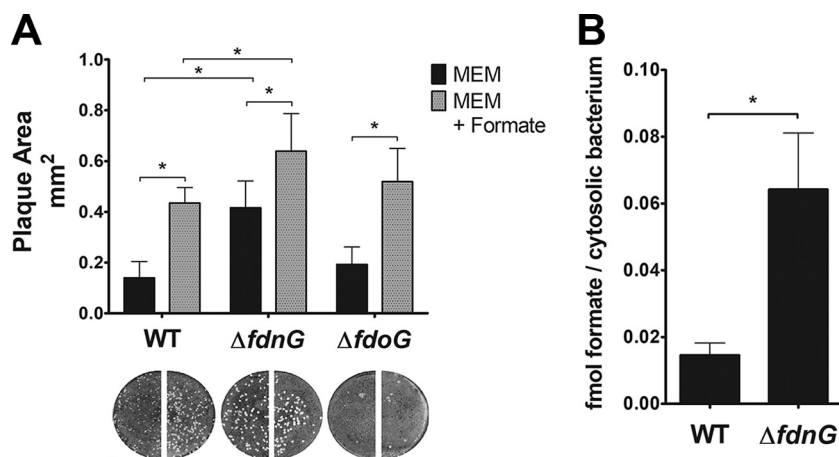 A
Plaque Area
mm2
1.0
0.8
0.6
0.4
0.2
0.0
*
*
*
*
*
MEM
MEM
+ Formate
WT
ΔfdnG
ΔfdoG
B
fmol formate / cytosolic bacterium
0.10
0.08
0.06
0.04
0.02
0.00
*
WT
ΔfdnG